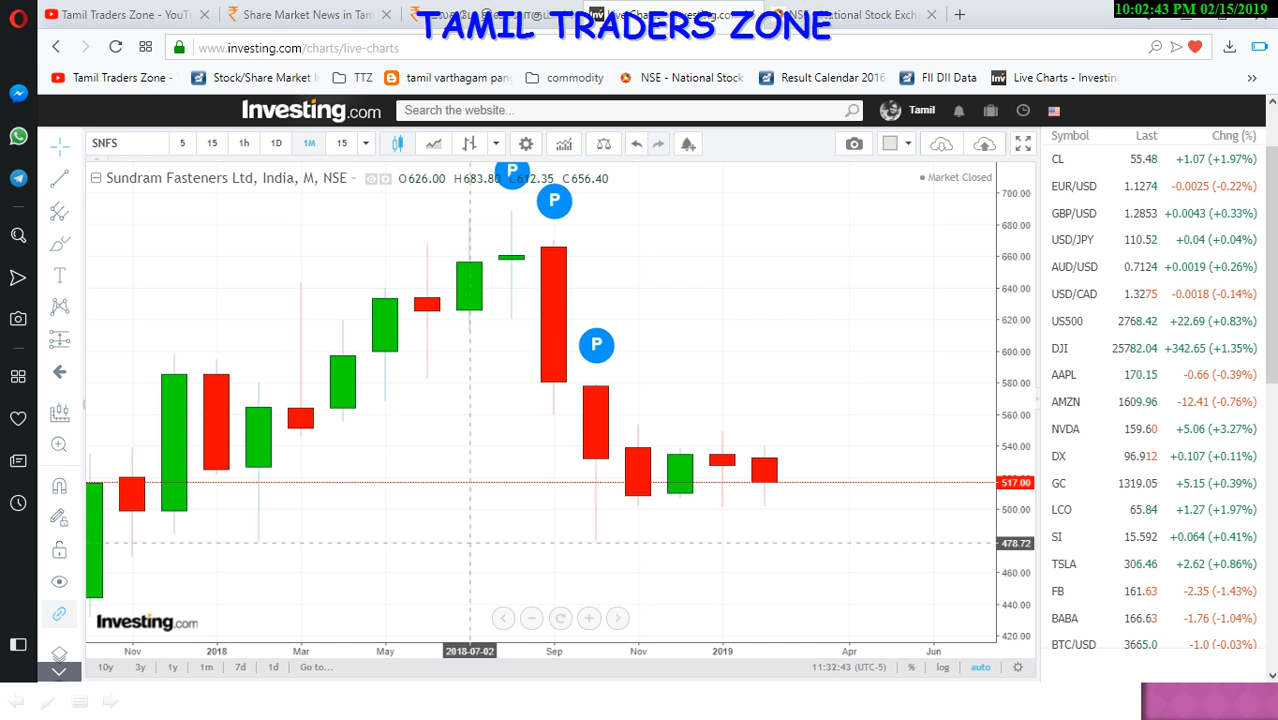 10:02:43 PM 02/15/2019
Tamil Traders Zone - YouT
Share Market News in Tam
Live Charts - Investing.co
National Stock Exch
TAMIL TRADERS ZONE
www.investing.com/charts/live-charts
Tamil Traders Zone -
Stock/Share Market I
TTZ
tamil varthagam pan
commodity
NSE - National Stock
Result Calendar 2016
FII DII Data
Live Charts - Investin
Investing.com
Search the website...
Tamil
SNFS
5
15
1h
1D
1M
15
Sundram Fasteners Ltd, India, M, NSE
O626.00 H683.80 L612.35 C656.40
Market Closed
P
P
P
700.00
680.00
660.00
640.00
620.00
600.00
580.00
560.00
540.00
517.00
500.00
478.72
460.00
440.00
420.00
Investing.com
Nov
2018
Mar
May
2018-07-02
Sep
Nov
2019
Apr
Jun
10y
3y
1y
1m
7d
1d
Go to...
11:32:43 (UTC-5)
%
log
auto
Symbol Last Chng (%)
CL 55.48 +1.07 (+1.97%)
EUR/USD 1.1274 -0.0025 (-0.22%)
GBP/USD 1.2853 +0.0043 (+0.33%)
USD/JPY 110.52 +0.04 (+0.04%)
AUD/USD 0.7124 +0.0019 (+0.26%)
USD/CAD 1.3275 -0.0018 (-0.14%)
US500 2768.42 +22.69 (+0.83%)
DJI 25782.04 +342.65 (+1.35%)
AAPL 170.15 -0.66 (-0.39%)
AMZN 1609.96 -12.41 (-0.76%)
NVDA 159.60 +5.06 (+3.27%)
DX 96.912 +0.107 (+0.11%)
GC 1319.05 +5.15 (+0.39%)
LCO 65.84 +1.27 (+1.97%)
SI 15.592 +0.064 (+0.41%)
TSLA 306.46 +2.62 (+0.86%)
FB 161.63 -2.35 (-1.43%)
BABA 166.63 -1.76 (-1.04%)
BTC/USD 3665.0 -1.0 (-0.03%)